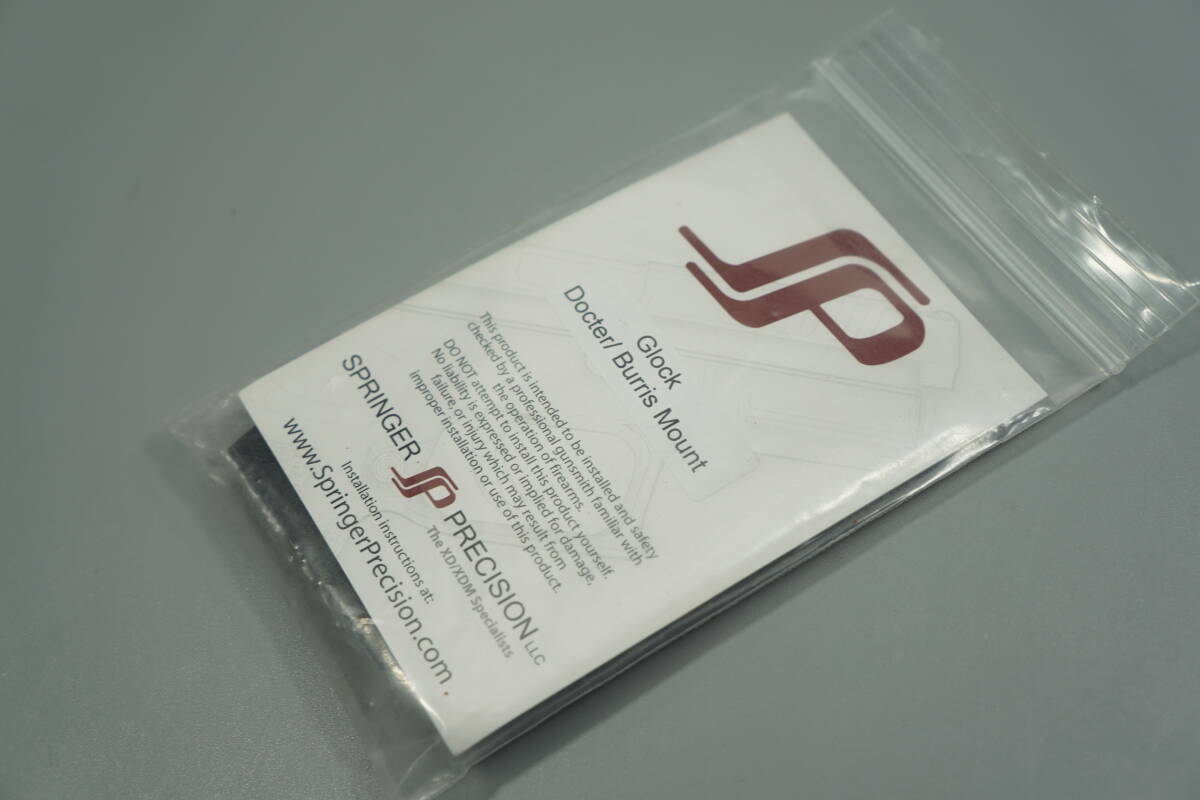 SP
Glock
Docter/ Burris Mount
This product is intended to be installed and safety
checked by a professional gunsmith familiar with
the operation of firearms.
DO NOT attempt to install this product yourself.
No liability is expressed or implied for damage,
failure, or injury which may result from
improper installation or use of this product.
SPRINGER SP PRECISION LLC
The XD/XDM Specialists
Installation instructions at:
www.SpringerPrecision.com .